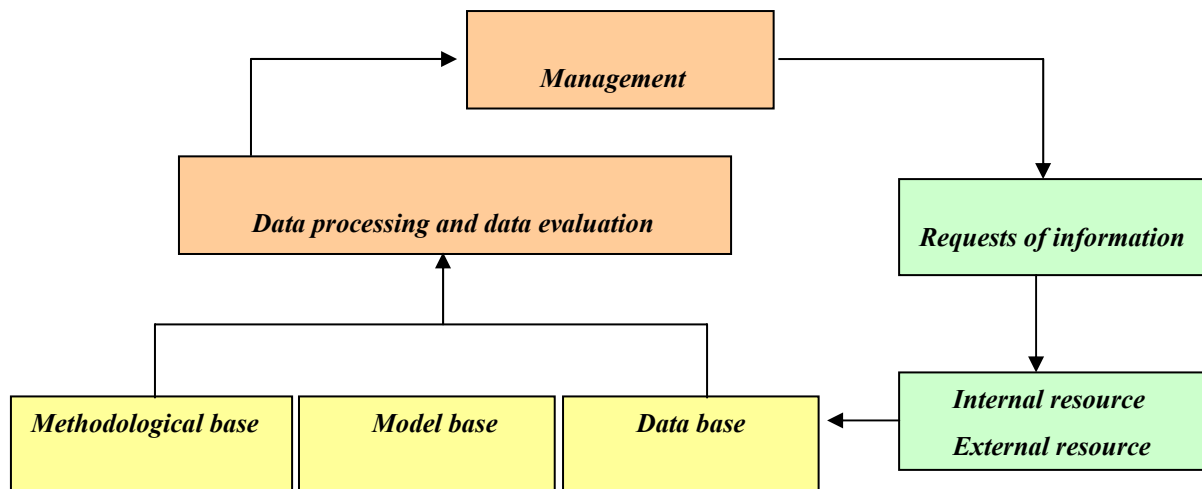 Management
Data processing and data evaluation
Requests of information
Internal resource
External resource
Methodological base
Model base
Data base